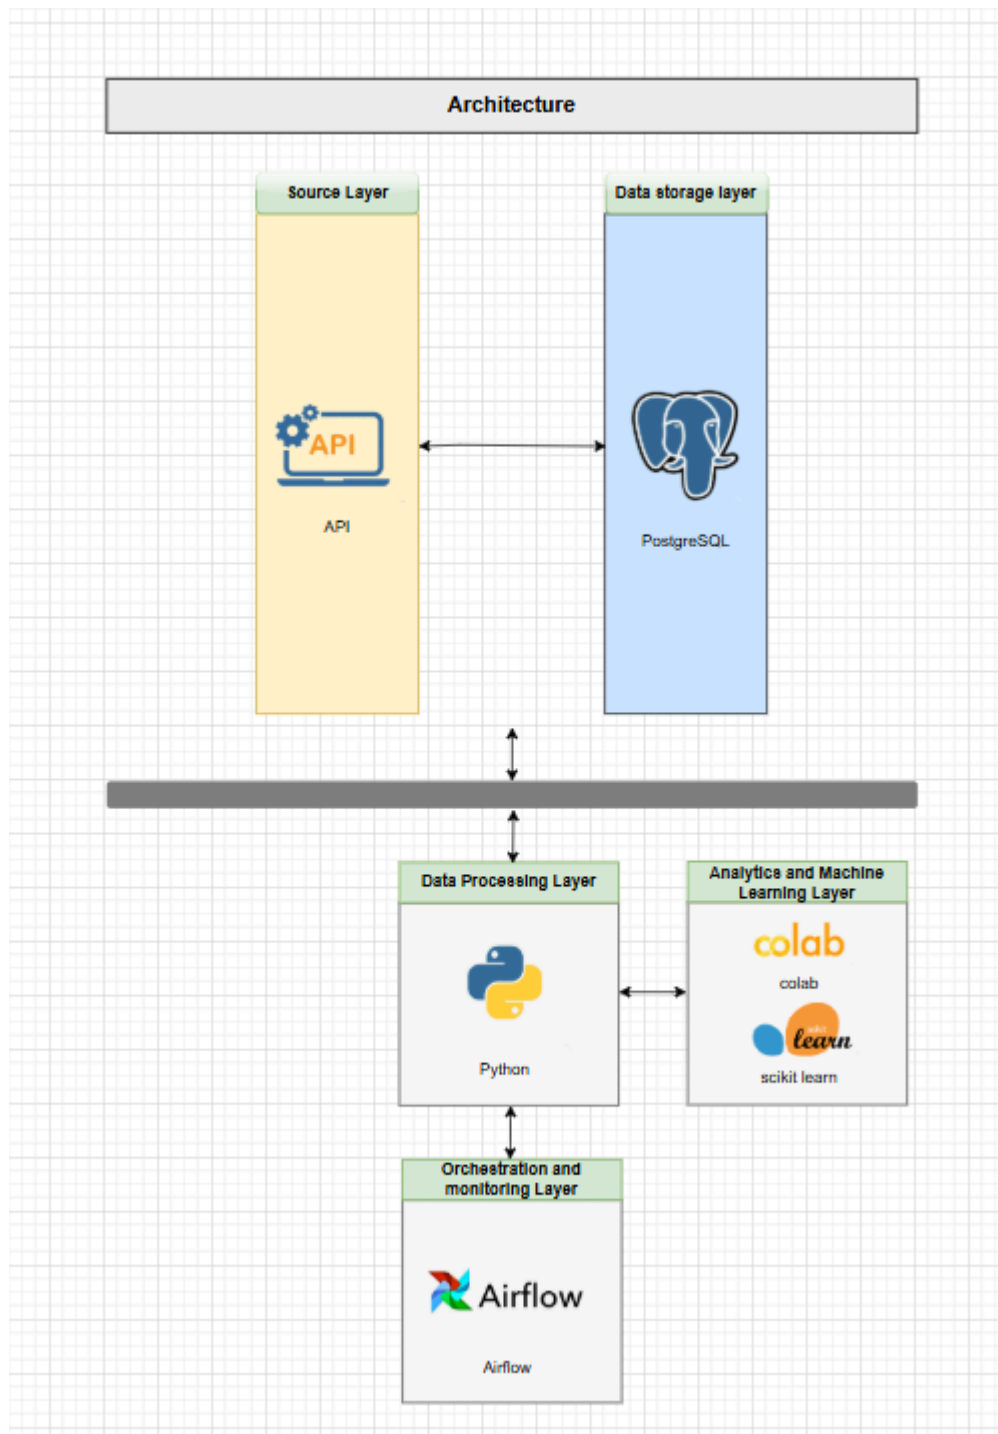 Architecture
Source Layer
Data storage layer
API
API
PostgreSQL
Data Processing Layer
Analytics and Machine
Learning Layer
colab
colab
scikit
learn
Python
scikit learn
Orchestration and
monitoring Layer
Airflow
Airflow